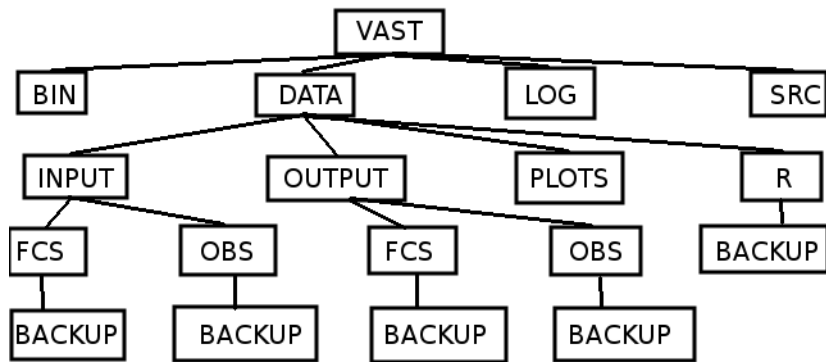 VAST
BIN DATA LOG SRC
INPUT OUTPUT PLOTS R
FCS OBS FCS OBS BACKUP
BACKUP BACKUP BACKUP BACKUP